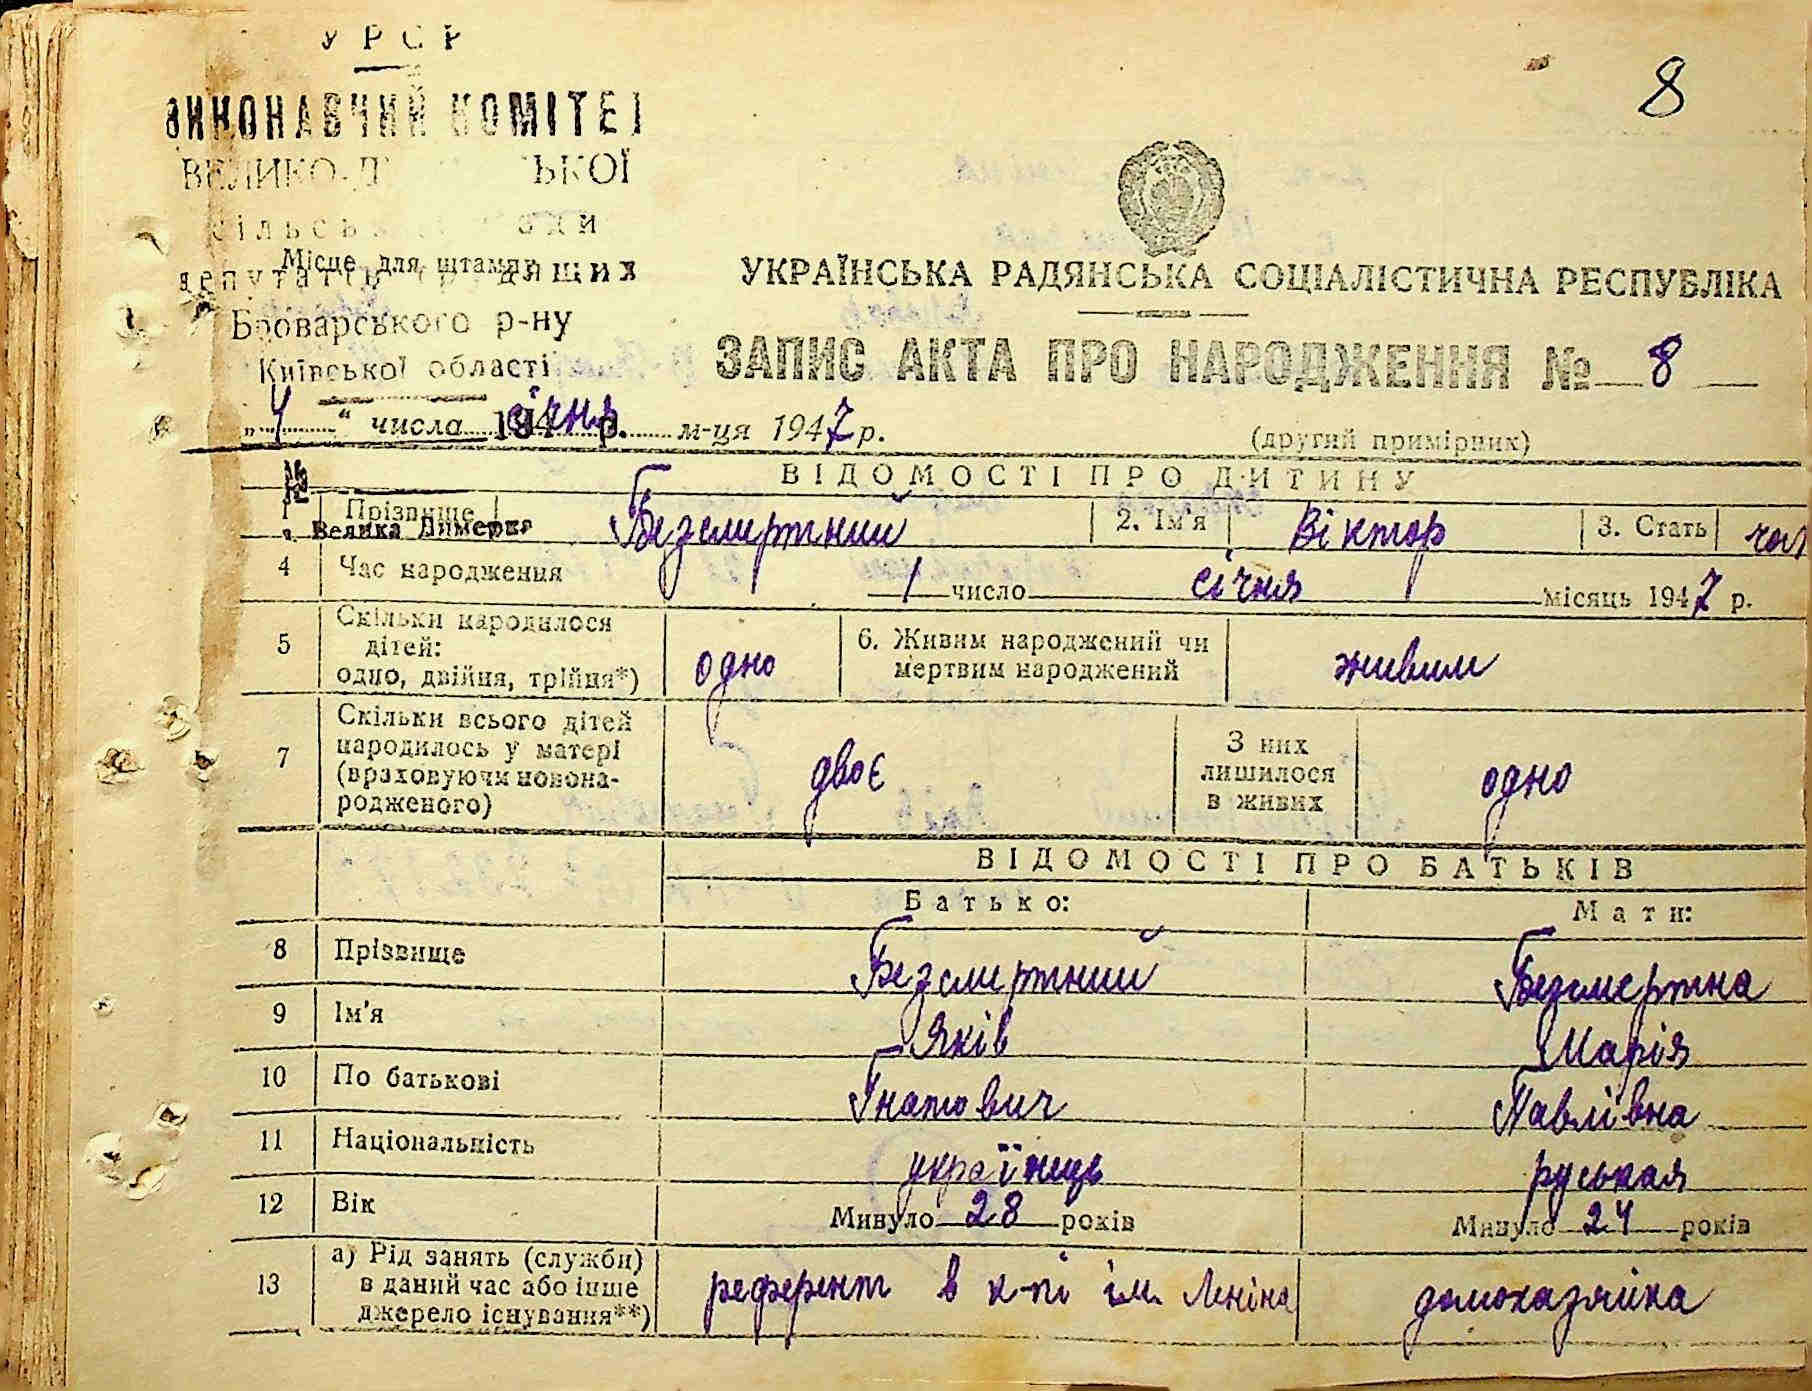 УРСР
ВИКОНАВЧИЙ КОМІТЕТ
ВЕЛИКО-Д ЬКОЇ
сільсь ди
Місце для штампу
депутатів трудящих
Броварського р-ну
Київської області
8
УКРАЇНСЬКА РАДЯНСЬКА СОЦІАЛІСТИЧНА РЕСПУБЛІКА
ЗАПИС АКТА ПРО НАРОДЖЕННЯ № 8
„4“ числа січня м-ця 1947 р.
194 р.
(другий примірник)
№
ВІДОМОСТІ ПРО ДИТИНУ
1 Прізвище Безсмертний 2. Ім'я Віктор 3. Стать чол
с. Велика Димерка
4 Час народження 1 число січня місяць 1947 р.
5 Скільки народилося дітей: одно, двійня, трійня*) одно 6. Живим народжений чи мертвим народжений живим
7 Скільки всього дітей народилось у матері (враховуючи новонародженого) двоє З них лишилося в живих одно
ВІДОМОСТІ ПРО БАТЬКІВ
Батько: Мати:
8 Прізвище Безсмертний Безсмертна
9 Ім'я Яків Марія
10 По батькові Гнатович Павлівна
11 Національність українець руськая
12 Вік Минуло 28 років Минуло 24 років
13 а) Рід занять (служби) в даний час або інше джерело існування**) референт в к-пі ім. Леніна домохазяйка